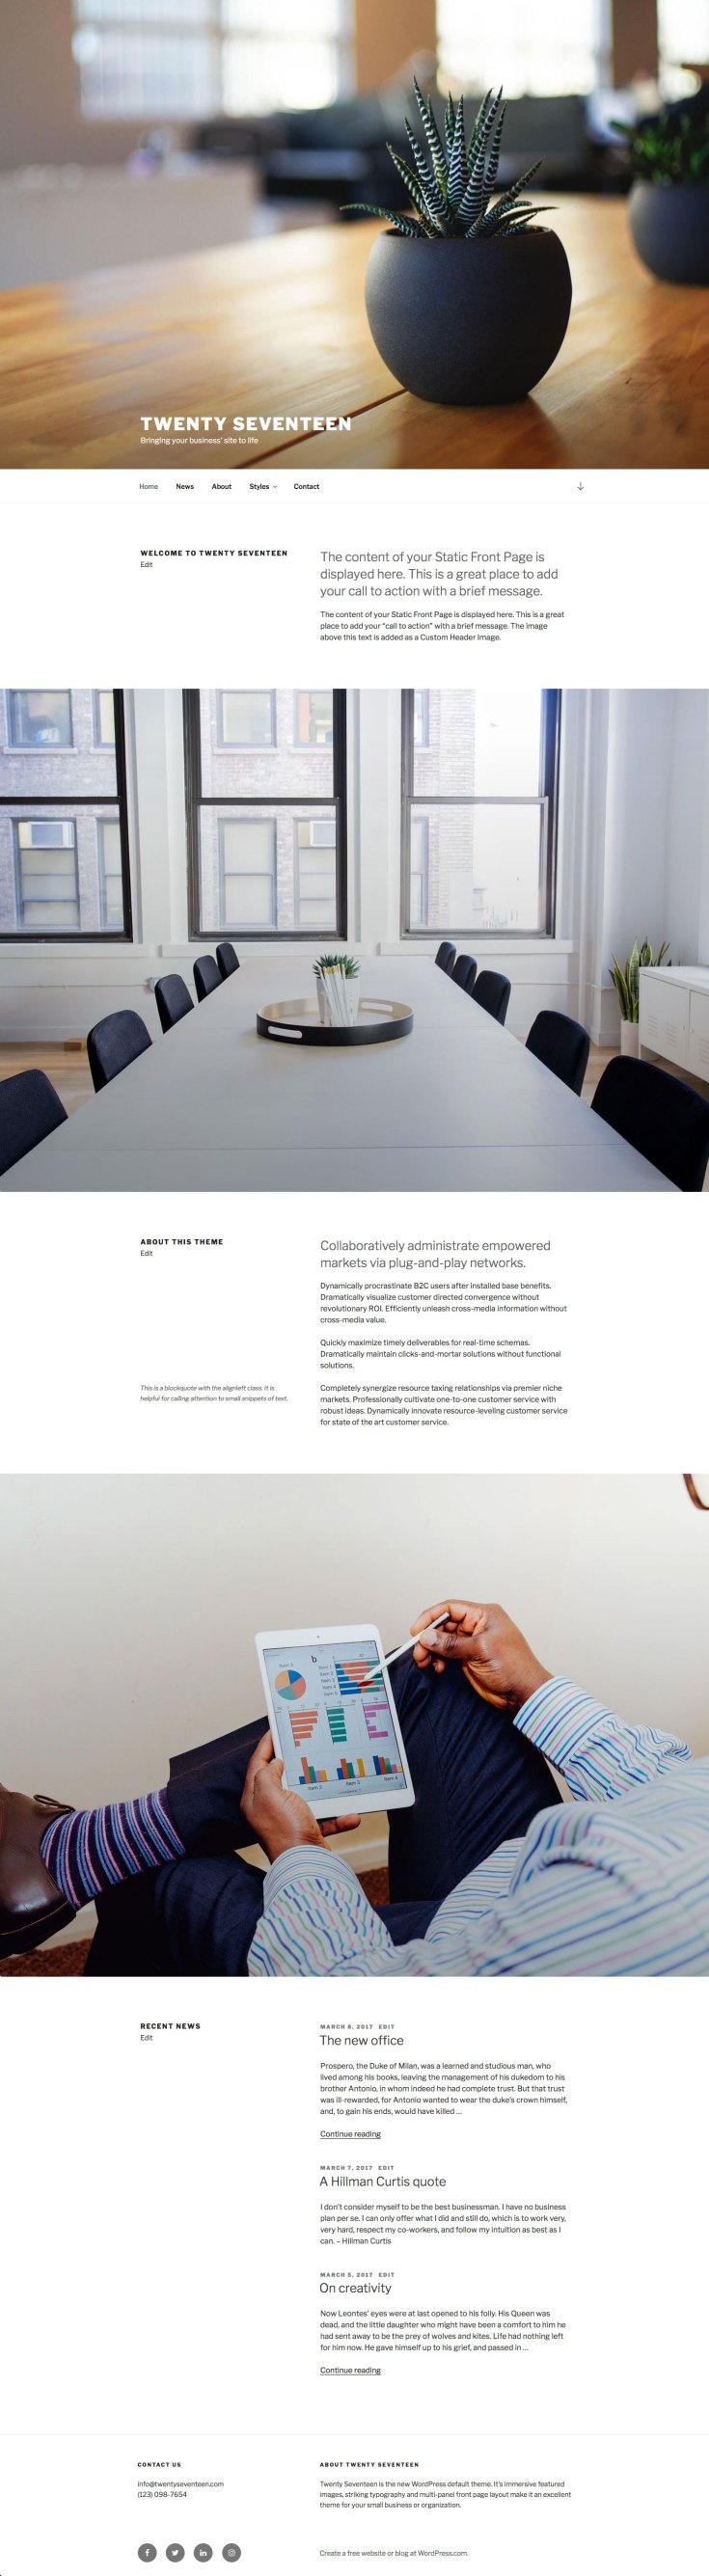 TWENTY SEVENTEEN
Bringing your business' site to life
Home News About Styles Contact
WELCOME TO TWENTY SEVENTEEN
Edit
The content of your Static Front Page is
displayed here. This is a great place to add
your call to action with a brief message.
The content of your Static Front Page is displayed here. This is a great
place to add your "call to action" with a brief message. The image
above this text is added as a Custom Header Image.
ABOUT THIS THEME
Edit
Collaboratively administrate empowered
markets via plug-and-play networks.
Dynamically procrastinate B2C users after installed base benefits.
Dramatically visualize customer directed convergence without
revolutionary ROI. Efficiently unleash cross-media information without
cross-media value.
Quickly maximize timely deliverables for real-time schemas.
Dramatically maintain clicks-and-mortar solutions without functional
solutions.
This is a blockquote with the alignleft class. It is
helpful for calling attention to small snippets of text.
Completely synergize resource taxing relationships via premier niche
markets. Professionally cultivate one-to-one customer service with
robust ideas. Dynamically innovate resource-leveling customer service
for state of the art customer service.
b
Item 2
Item 3
Item 4
RECENT NEWS
Edit
MARCH 8, 2017 EDIT
The new office
Prospero, the Duke of Milan, was a learned and studious man, who
lived among his books, leaving the management of his dukedom to his
brother Antonio, in whom indeed he had complete trust. But that trust
was ill-rewarded, for Antonio wanted to wear the duke's crown himself,
and, to gain his ends, would have killed ...
Continue reading
MARCH 7, 2017 EDIT
A Hillman Curtis quote
I don't consider myself to be the best businessman. I have no business
plan per se. I can only offer what I did and still do, which is to work very,
very hard, respect my co-workers, and follow my intuition as best as I
can. – Hillman Curtis
MARCH 5, 2017 EDIT
On creativity
Now Leontes' eyes were at last opened to his folly. His Queen was
dead, and the little daughter who might have been a comfort to him he
had sent away to be the prey of wolves and kites. Life had nothing left
for him now. He gave himself up to his grief, and passed in ...
Continue reading
CONTACT US
info@twentyseventeen.com
(123) 098-7654
ABOUT TWENTY SEVENTEEN
Twenty Seventeen is the new WordPress default theme. It's immersive featured
images, striking typography and multi-panel front page layout make it an excellent
theme for your small business or organization.
Create a free website or blog at WordPress.com.